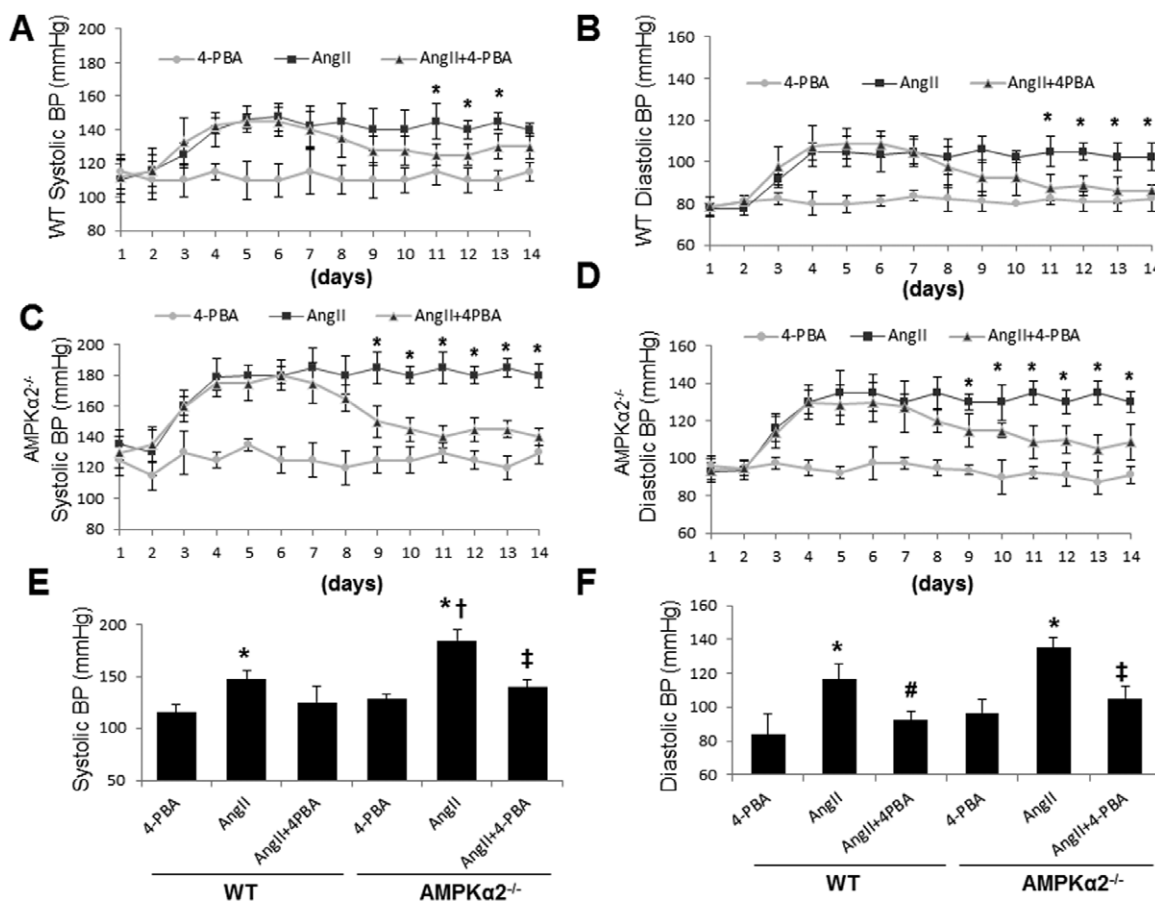 A
WT Systolic BP (mmHg)
200
180
160
140
120
100
80
4-PBA AngII AngII+4-PBA
* * *
1 2 3 4 5 6 7 8 9 10 11 12 13 14
(days)
B
WT Diastolic BP (mmHg)
160
140
120
100
80
60
4-PBA AngII AngII+4PBA
* * * *
1 2 3 4 5 6 7 8 9 10 11 12 13 14
(days)
C
AMPKα2-/-
Systolic BP (mmHg)
200
180
160
140
120
100
80
4-PBA AngII AngII+4PBA
* * * * * *
1 2 3 4 5 6 7 8 9 10 11 12 13 14
(days)
D
AMPKα2-/-
Diastolic BP (mmHg)
160
140
120
100
80
60
4-PBA AngII AngII+4-PBA
* * * * * *
1 2 3 4 5 6 7 8 9 10 11 12 13 14
(days)
E
Systolic BP (mmHg)
200
150
100
50
* *† ‡
4-PBA AngII AngII+4PBA 4-PBA AngII AngII+4-PBA
WT AMPKα2-/-
F
Diastolic BP (mmHg)
160
140
120
100
80
60
* # * ‡
4-PBA AngII AngII+4PBA 4-PBA AngII AngII+4-PBA
WT AMPKα2-/-